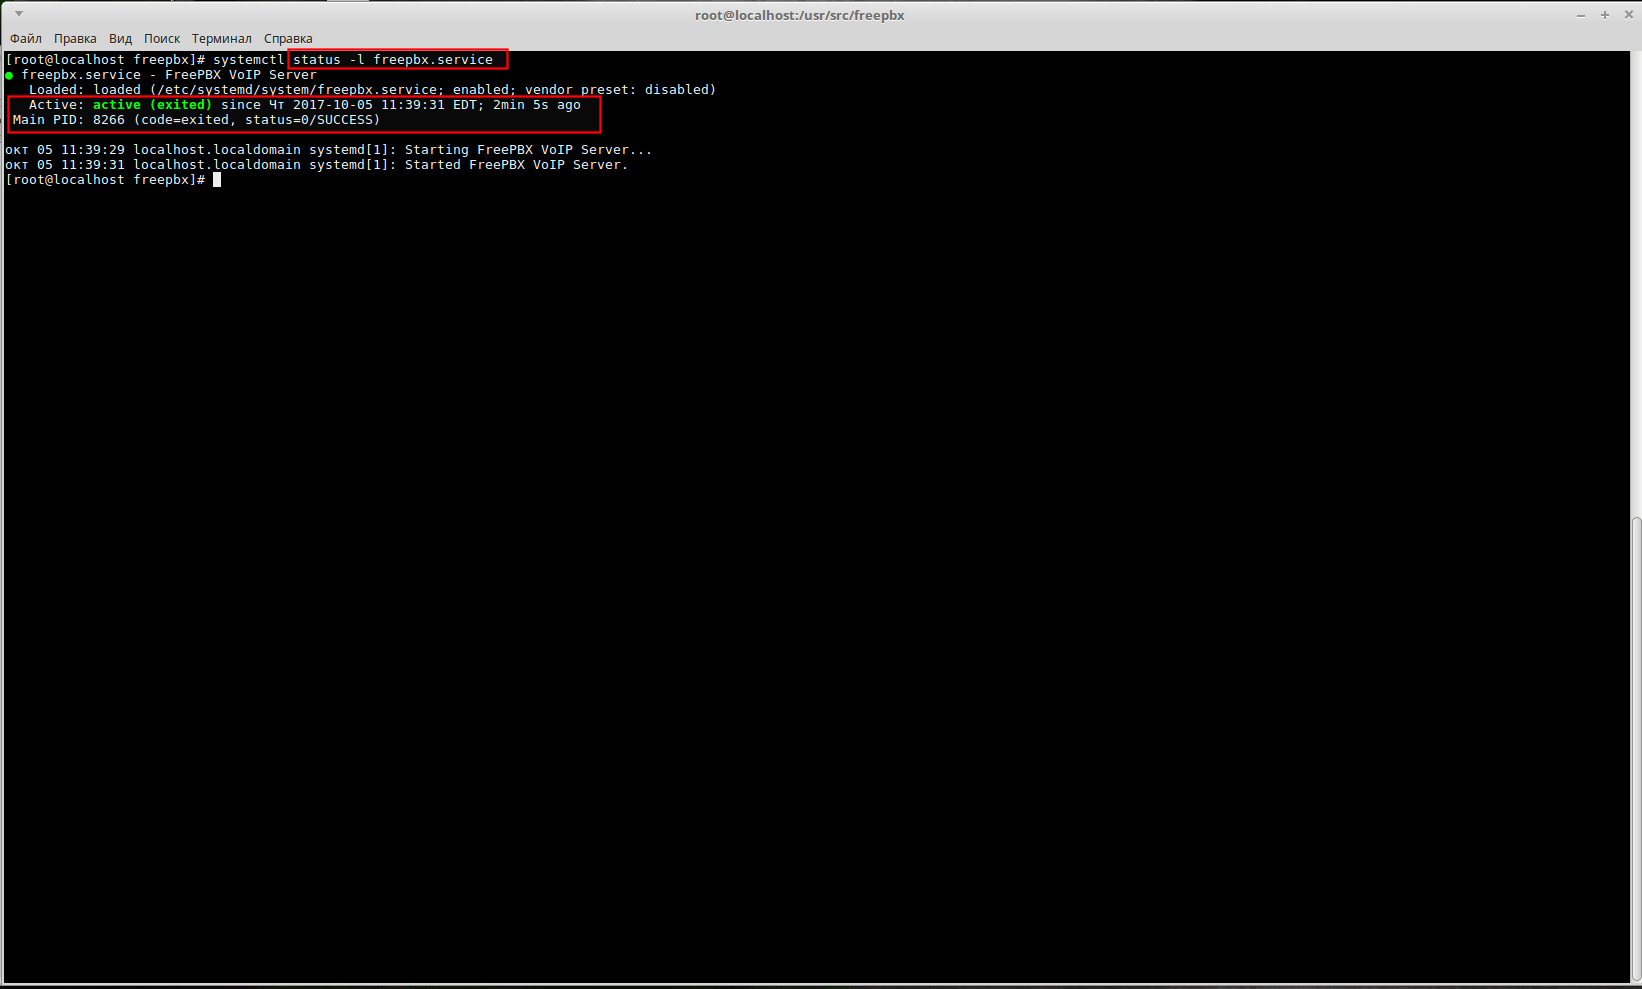 root@localhost:/usr/src/freepbx
Файл Правка Вид Поиск Терминал Справка
[root@localhost freepbx]# systemctl status -l freepbx.service
● freepbx.service - FreePBX VoIP Server
   Loaded: loaded (/etc/systemd/system/freepbx.service; enabled; vendor preset: disabled)
   Active: active (exited) since Чт 2017-10-05 11:39:31 EDT; 2min 5s ago
 Main PID: 8266 (code=exited, status=0/SUCCESS)
окт 05 11:39:29 localhost.localdomain systemd[1]: Starting FreePBX VoIP Server...
окт 05 11:39:31 localhost.localdomain systemd[1]: Started FreePBX VoIP Server.
[root@localhost freepbx]#